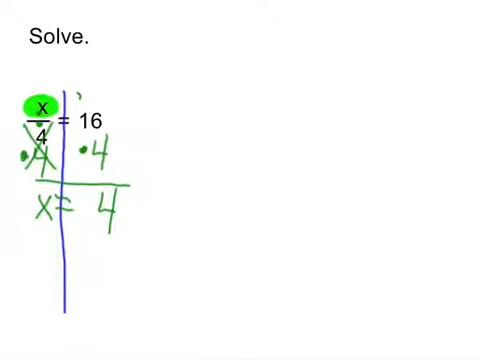 Solve.
x/4 = 16
•4 •4
x = 4